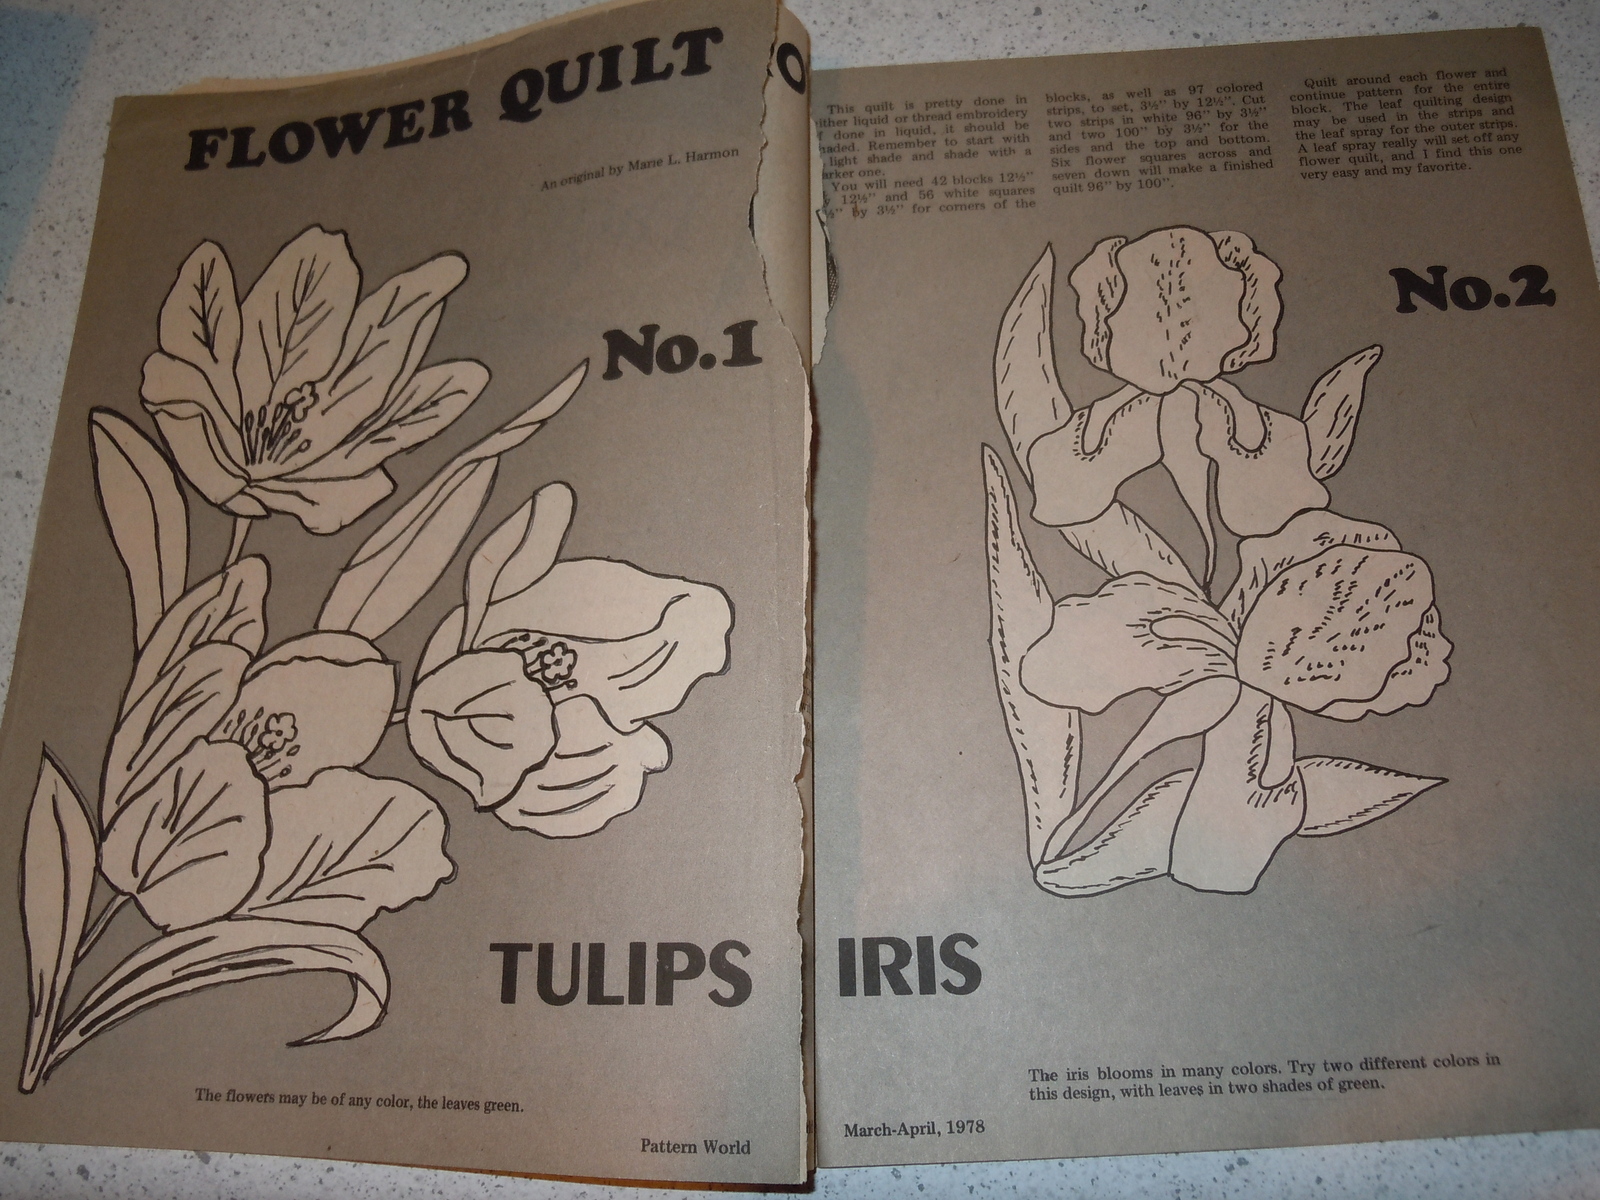 FLOWER QUILT
An original by Marie L. Harmon
No.1
TULIPS
The flowers may be of any color, the leaves green.
Pattern World
O
This quilt is pretty done in
ither liquid or thread embroidery
f done in liquid, it should be
haded. Remember to start with
light shade and shade with a
arker one.
You will need 42 blocks 12½"
y 12½" and 56 white squares
½" by 3½" for corners of the
blocks, as well as 97 colored
strips, to set, 3½" by 12½". Cut
two strips in white 96" by 3½"
and two 100" by 3½" for the
sides and the top and bottom.
Six flower squares across and
seven down will make a finished
quilt 96" by 100".
Quilt around each flower and
continue pattern for the entire
block. The leaf quilting design
may be used in the strips and
the leaf spray for the outer strips.
A leaf spray really will set off any
flower quilt, and I find this one
very easy and my favorite.
No.2
IRIS
The iris blooms in many colors. Try two different colors in
this design, with leaves in two shades of green.
March-April, 1978